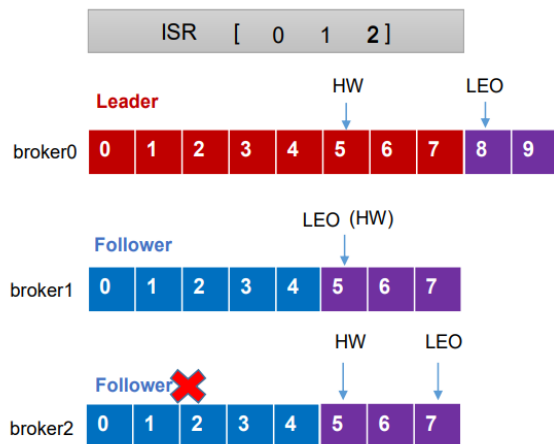 ISR [ 0 1 2 ]
HW LEO
Leader
broker0 0 1 2 3 4 5 6 7 8 9
LEO (HW)
Follower
broker1 0 1 2 3 4 5 6 7
HW LEO
Follower
broker2 0 1 2 3 4 5 6 7